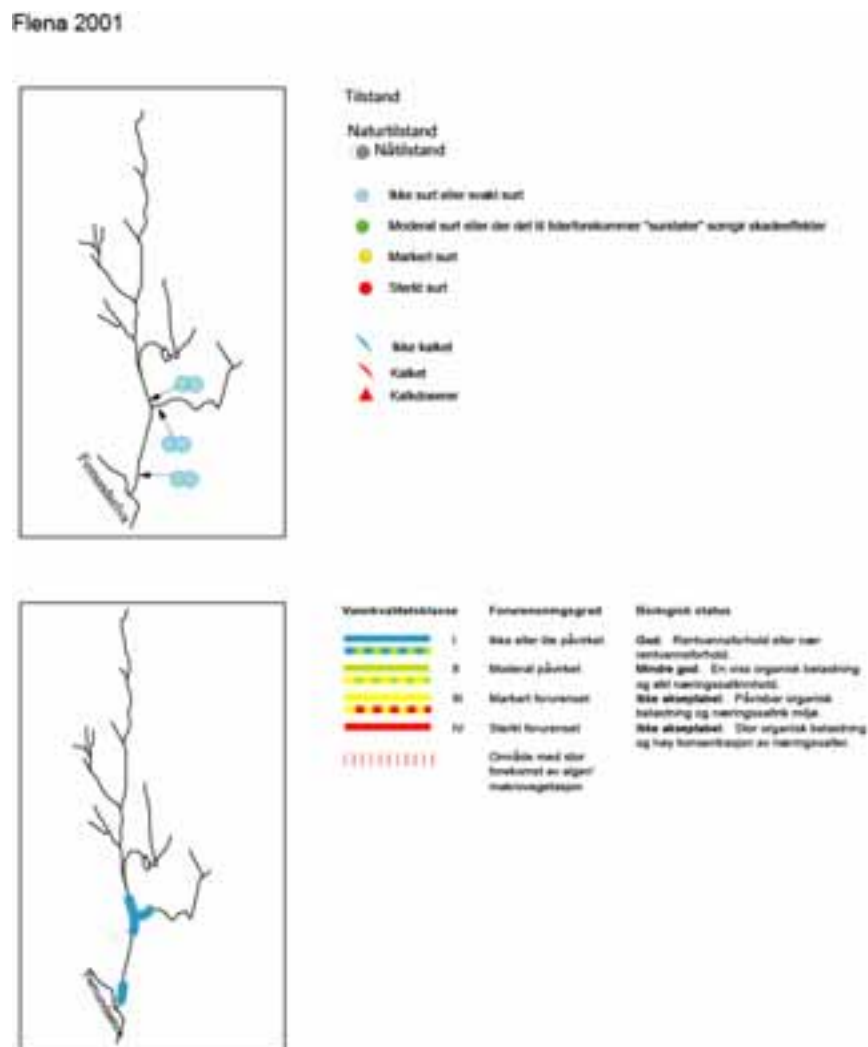 Flena 2001
Tilstand
Naturtilstand
Nåtilstand
Ikke surt eller svakt surt
Moderat surt eller der det til tider forekommer "surstøter" som gir skadeeffekter
Markert surt
Sterkt surt
Ikke kalket
Kalket
Kalkdoserer
Vannkvalitetsklasse Forurensningsgrad Biologisk status
I Ikke eller lite påvirket God: Rentvannsforhold eller nær
rentvannsforhold.
II Moderat påvirket Mindre god: En viss organisk belastning
og økt næringssaltinnhold.
III Markert forurenset Ikke akseptabel: organisk
belastning og næringssaltrik miljø.
IV Sterkt forurenset Ikke akseptabel: Stor organisk belastning
og høy konsentrasjon av næringssalter.
Område med stor
forekomst av alger/
makrovegetasjon